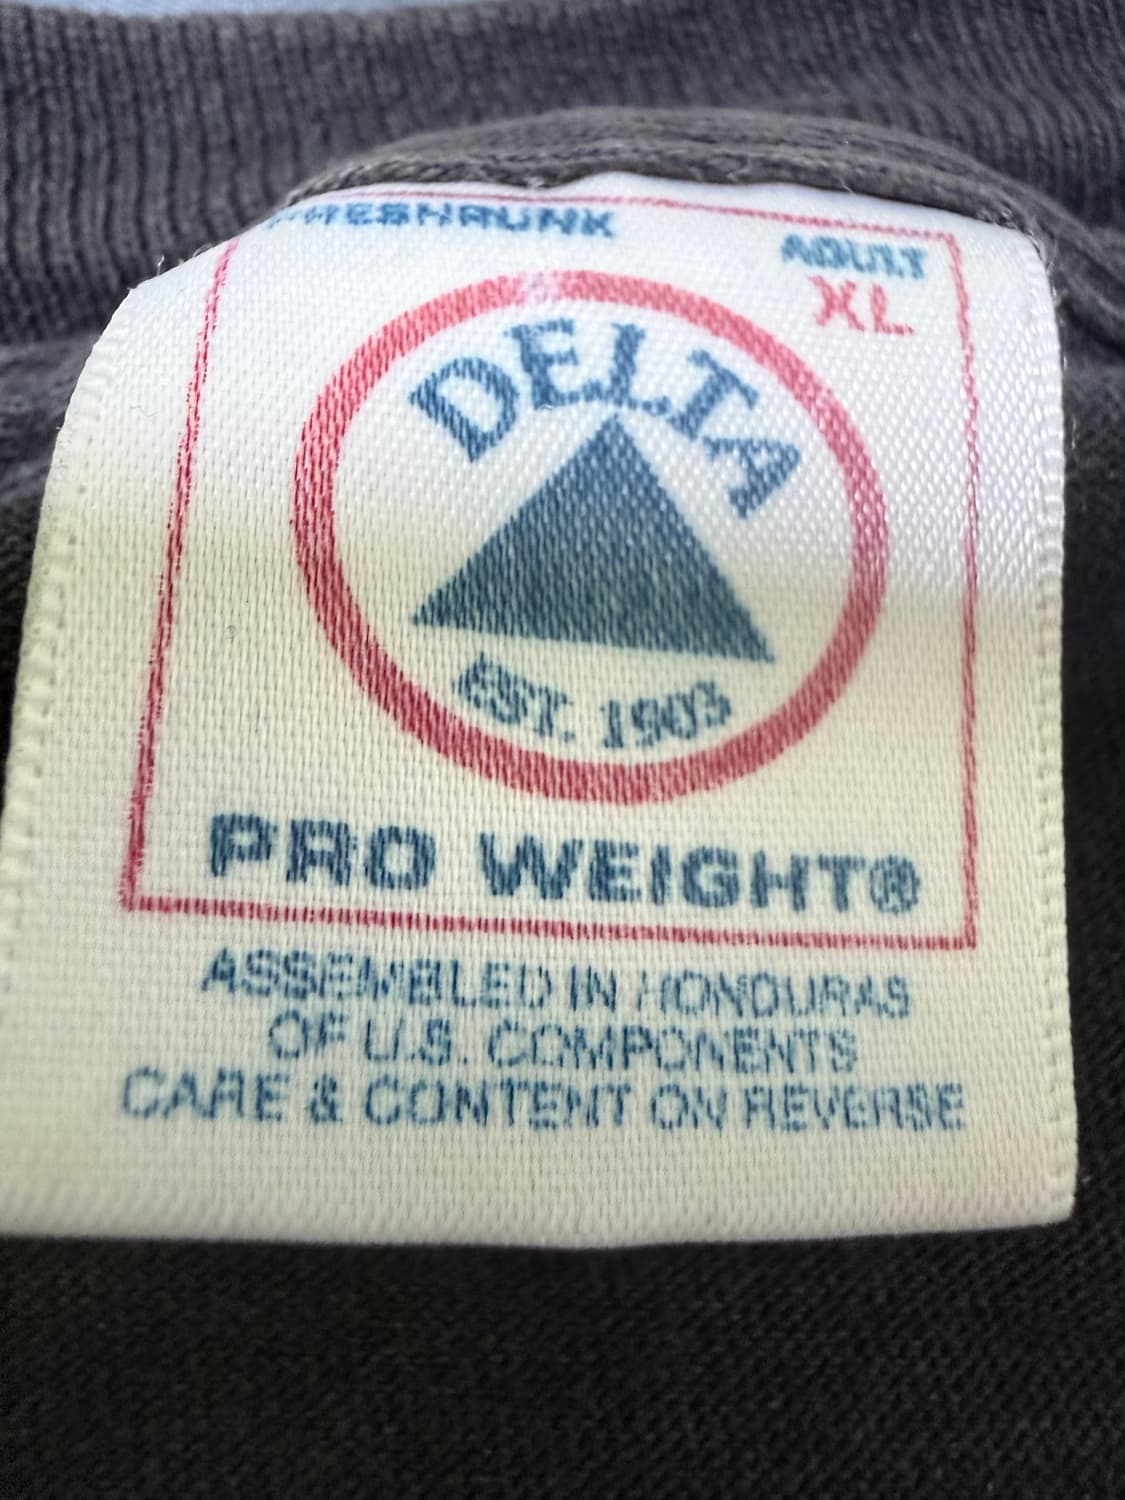 PRESHRUNK
ADULT
XL
DELTA
EST. 1903
PRO WEIGHT®
ASSEMBLED IN HONDURAS
OF U.S. COMPONENTS
CARE & CONTENT ON REVERSE